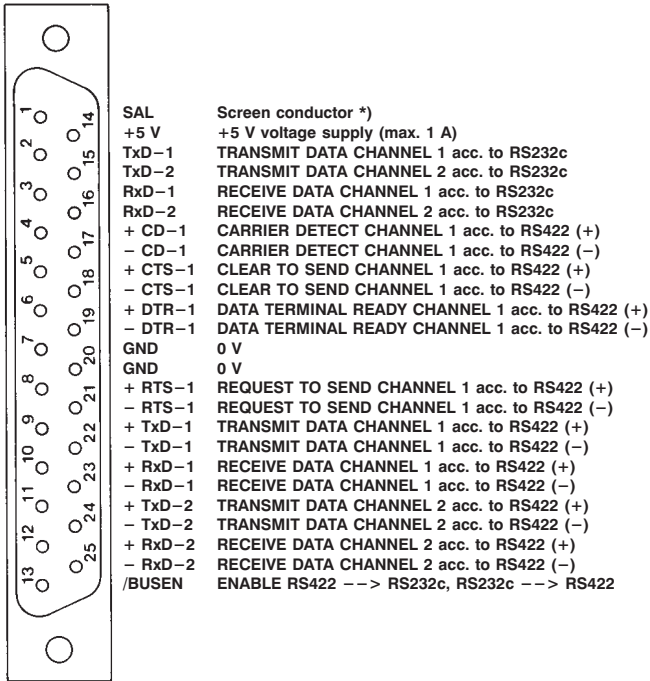 1
14
2
15
3
16
4
17
5
18
6
19
7
20
8
21
9
22
10
23
11
24
12
25
13
SAL Screen conductor *)
+5 V +5 V voltage supply (max. 1 A)
TxD−1 TRANSMIT DATA CHANNEL 1 acc. to RS232c
TxD−2 TRANSMIT DATA CHANNEL 2 acc. to RS232c
RxD−1 RECEIVE DATA CHANNEL 1 acc. to RS232c
RxD−2 RECEIVE DATA CHANNEL 2 acc. to RS232c
+ CD−1 CARRIER DETECT CHANNEL 1 acc. to RS422 (+)
− CD−1 CARRIER DETECT CHANNEL 1 acc. to RS422 (−)
+ CTS−1 CLEAR TO SEND CHANNEL 1 acc. to RS422 (+)
− CTS−1 CLEAR TO SEND CHANNEL 1 acc. to RS422 (−)
+ DTR−1 DATA TERMINAL READY CHANNEL 1 acc. to RS422 (+)
− DTR−1 DATA TERMINAL READY CHANNEL 1 acc. to RS422 (−)
GND 0 V
GND 0 V
+ RTS−1 REQUEST TO SEND CHANNEL 1 acc. to RS422 (+)
− RTS−1 REQUEST TO SEND CHANNEL 1 acc. to RS422 (−)
+ TxD−1 TRANSMIT DATA CHANNEL 1 acc. to RS422 (+)
− TxD−1 TRANSMIT DATA CHANNEL 1 acc. to RS422 (−)
+ RxD−1 RECEIVE DATA CHANNEL 1 acc. to RS422 (+)
− RxD−1 RECEIVE DATA CHANNEL 1 acc. to RS422 (−)
+ TxD−2 TRANSMIT DATA CHANNEL 2 acc. to RS422 (+)
− TxD−2 TRANSMIT DATA CHANNEL 2 acc. to RS422 (−)
+ RxD−2 RECEIVE DATA CHANNEL 2 acc. to RS422 (+)
− RxD−2 RECEIVE DATA CHANNEL 2 acc. to RS422 (−)
/BUSEN ENABLE RS422 −−> RS232c, RS232c −−> RS422